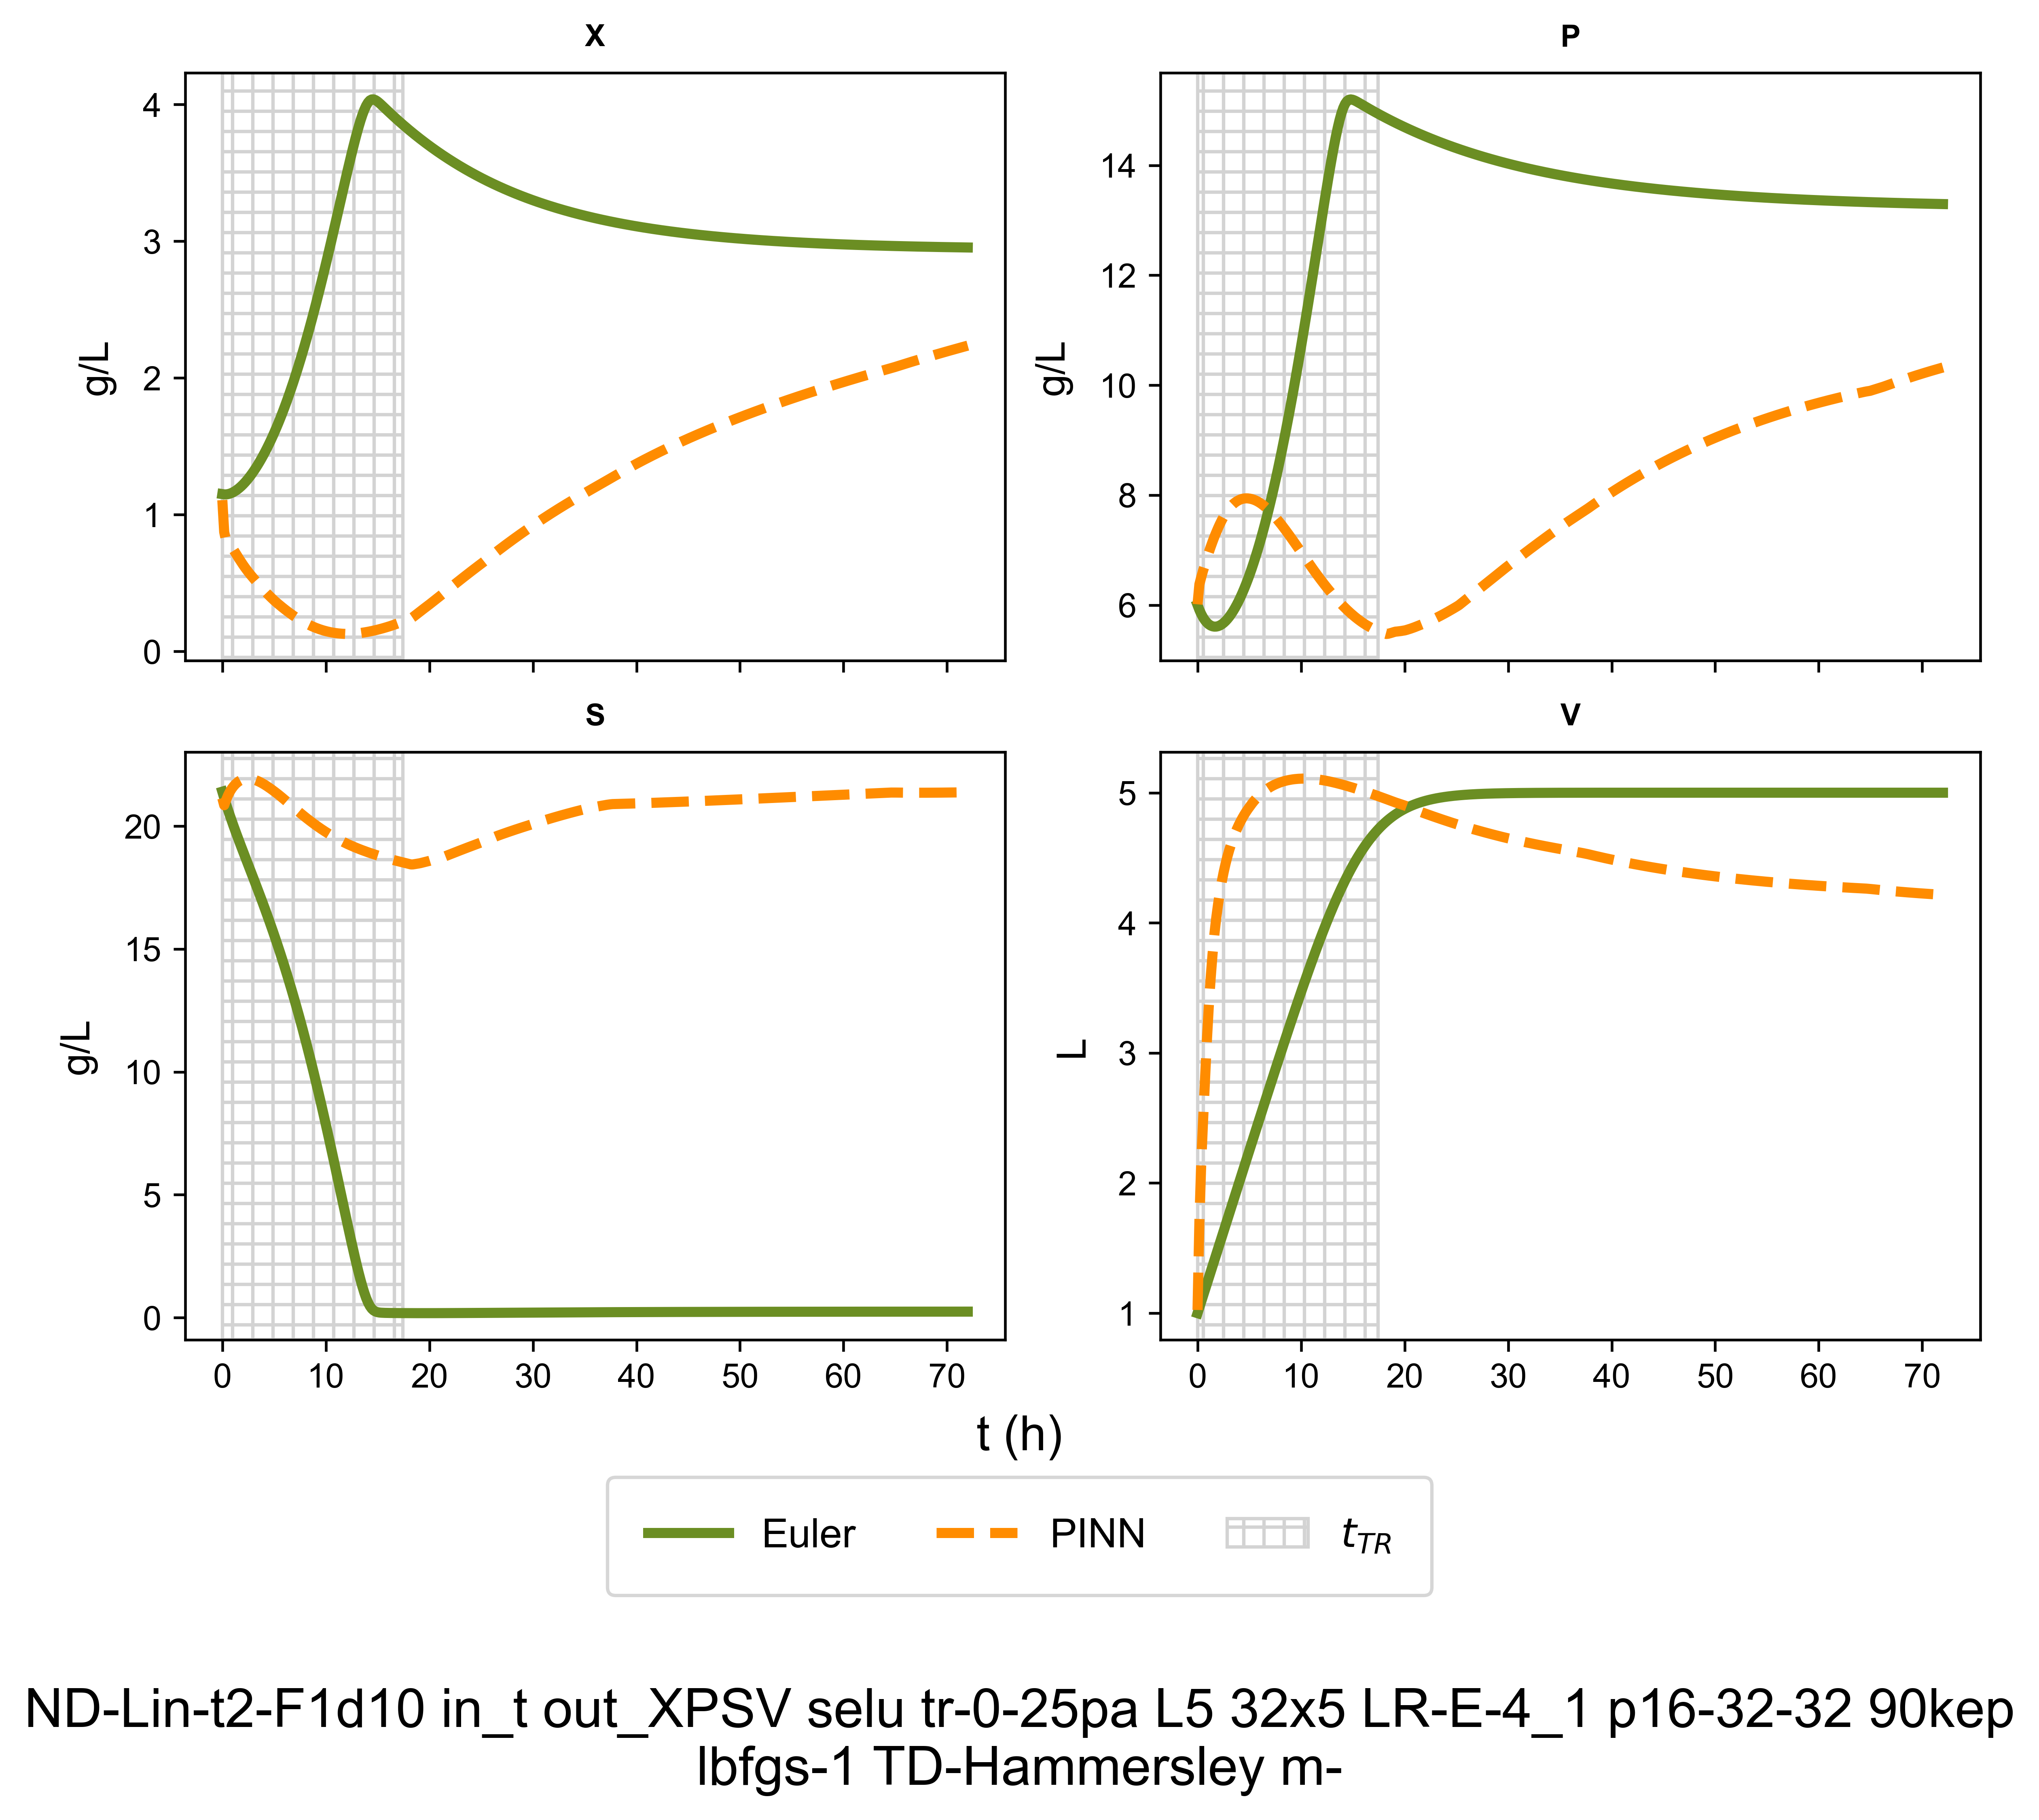 X
P
4
3
2
1
0
g/L
14
12
10
8
6
g/L
S
V
20
15
10
5
0
g/L
0 10 20 30 40 50 60 70
5
4
3
2
1
L
0 10 20 30 40 50 60 70
t (h)
Euler PINN t_TR
ND-Lin-t2-F1d10 in_t out_XPSV selu tr-0-25pa L5 32x5 LR-E-4_1 p16-32-32 90kep
lbfgs-1 TD-Hammersley m-